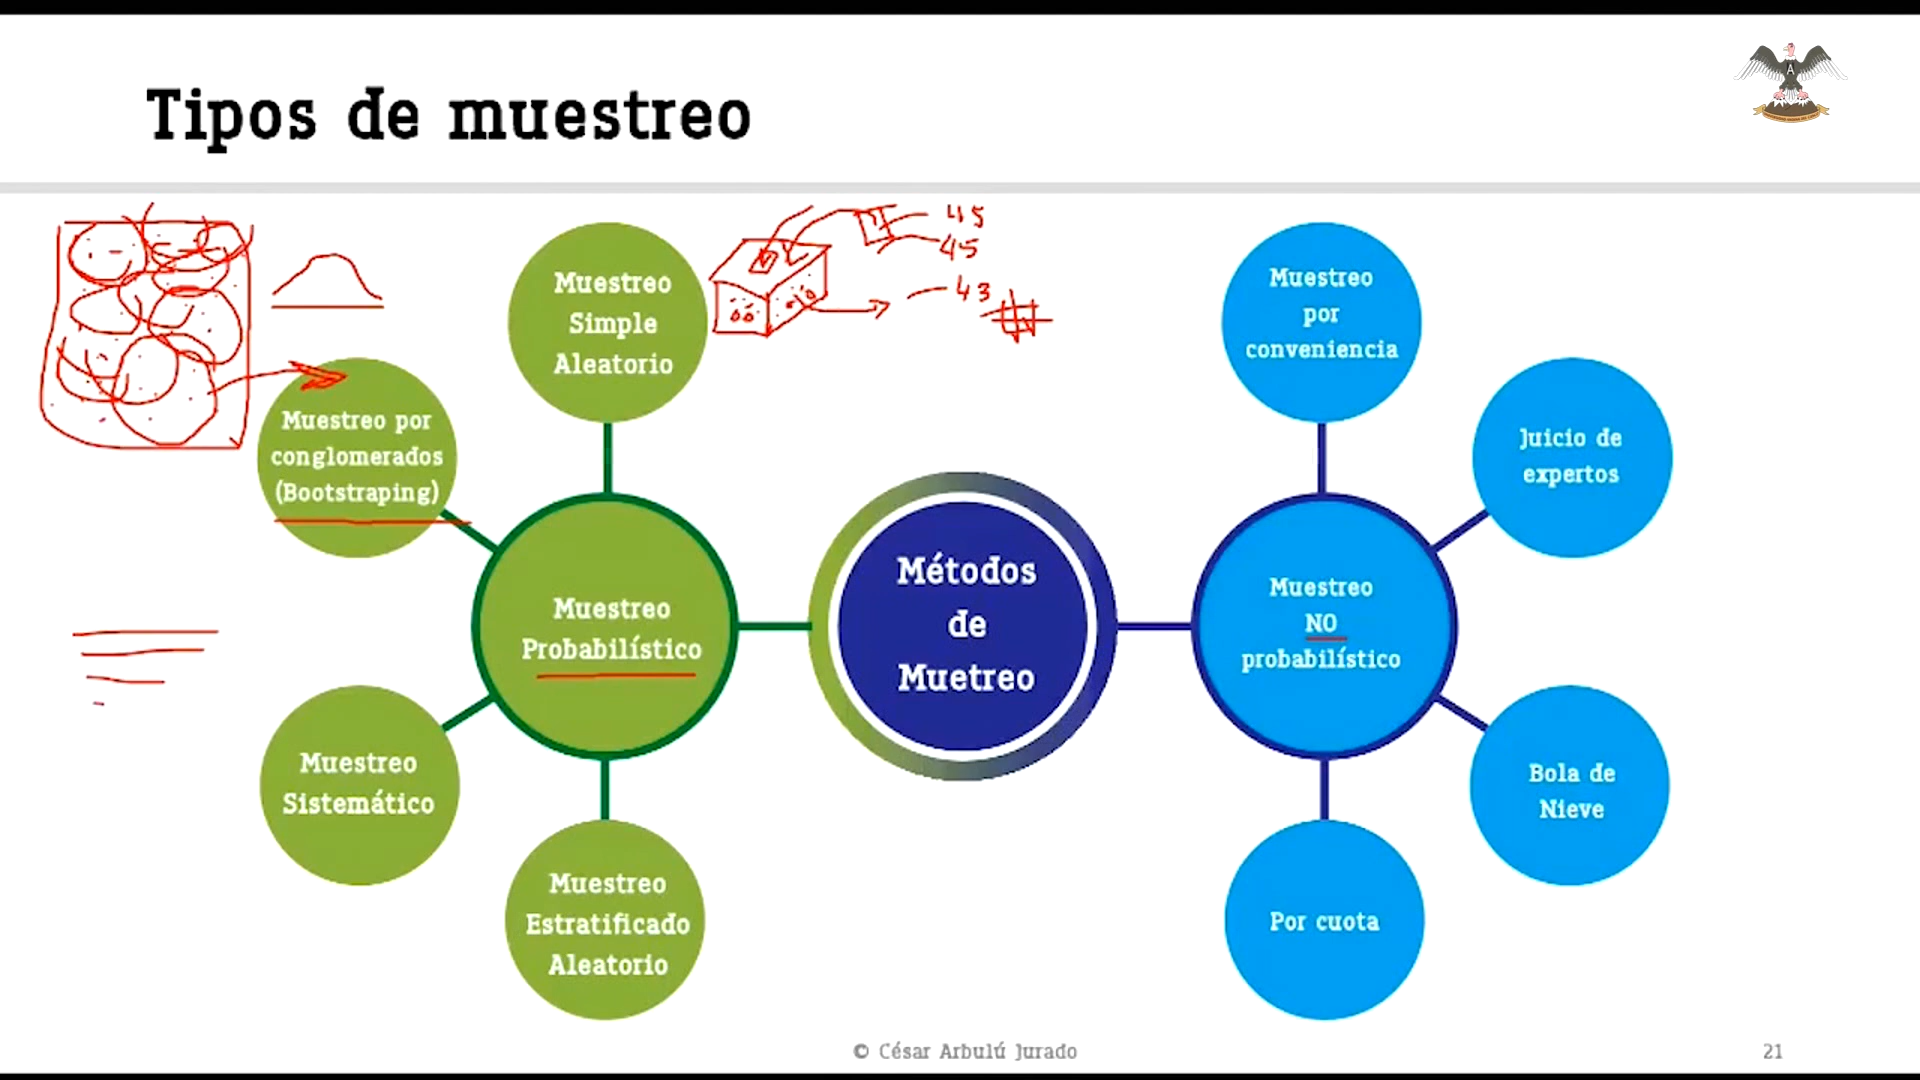 Tipos de muestreo
45
45
43
Muestreo
Simple
Aleatorio
Muestreo por
conglomerados
(Bootstraping)
Muestreo
Probabilístico
Muestreo
Sistemático
Muestreo
Estratificado
Aleatorio
Métodos
de
Muetreo
Muestreo
por
conveniencia
Juicio de
expertos
Muestreo
NO
probabilístico
Bola de
Nieve
Por cuota
© César Arbulú Jurado
21